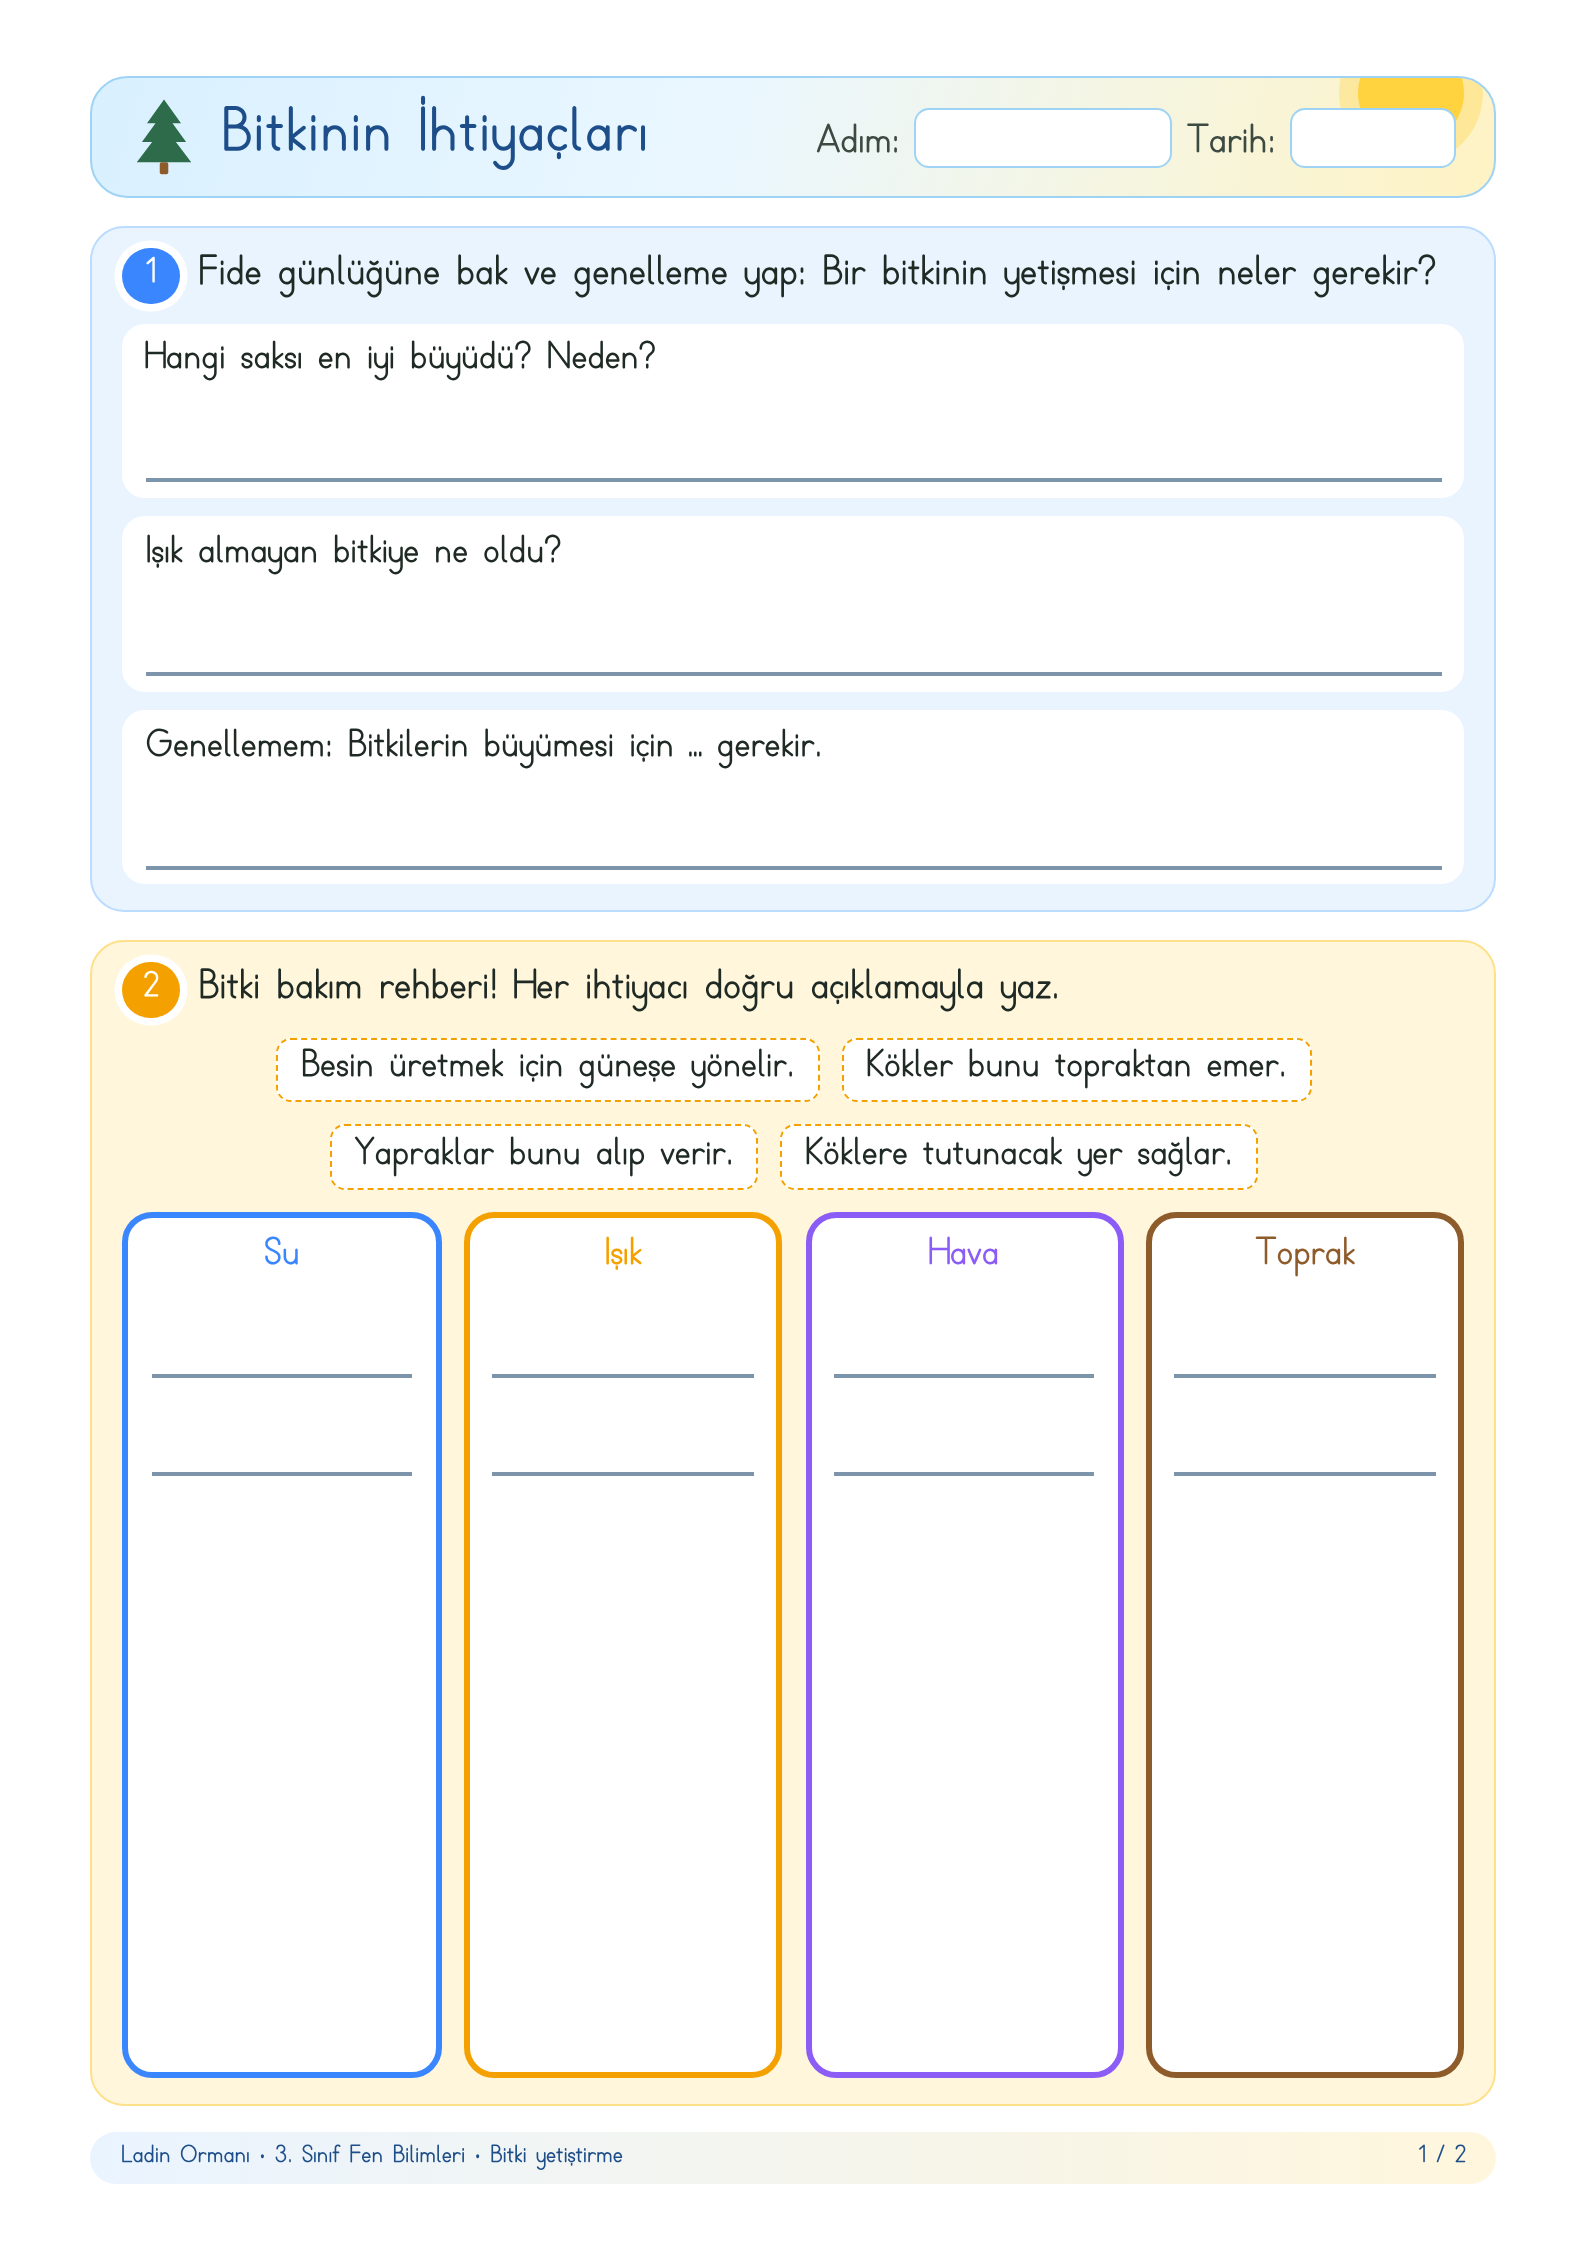 Bitkinin İhtiyaçları
Adım:
Tarih:
1
Fide günlüğüne bak ve genelleme yap: Bir bitkinin yetişmesi için neler gerekir?
Hangi saksı en iyi büyüdü? Neden?
Işık almayan bitkiye ne oldu?
Genellemem: Bitkilerin büyümesi için ... gerekir.
2
Bitki bakım rehberi! Her ihtiyacı doğru açıklamayla yaz.
Besin üretmek için güneşe yönelir.
Kökler bunu topraktan emer.
Yapraklar bunu alıp verir.
Köklere tutunacak yer sağlar.
Su
Işık
Hava
Toprak
Ladin Ormanı • 3. Sınıf Fen Bilimleri • Bitki yetiştirme
1 / 2